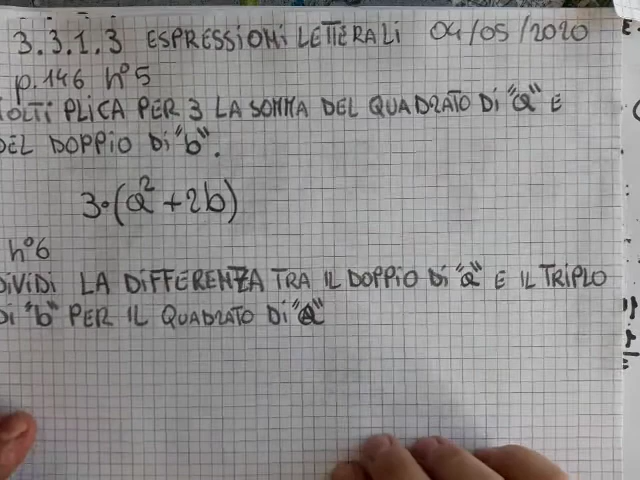 3.3.1.3 ESPRESSIONI LETTERALI 04/05/2020
p.146 n°5
OLTIPLICA PER 3 LA SOMMA DEL QUADRATO DI "a" E
DEL DOPPIO DI "b".
3·(a²+2b)
n°6
DIVIDI LA DIFFERENZA TRA IL DOPPIO DI "a" E IL TRIPLO
DI "b" PER IL QUADRATO DI "a"